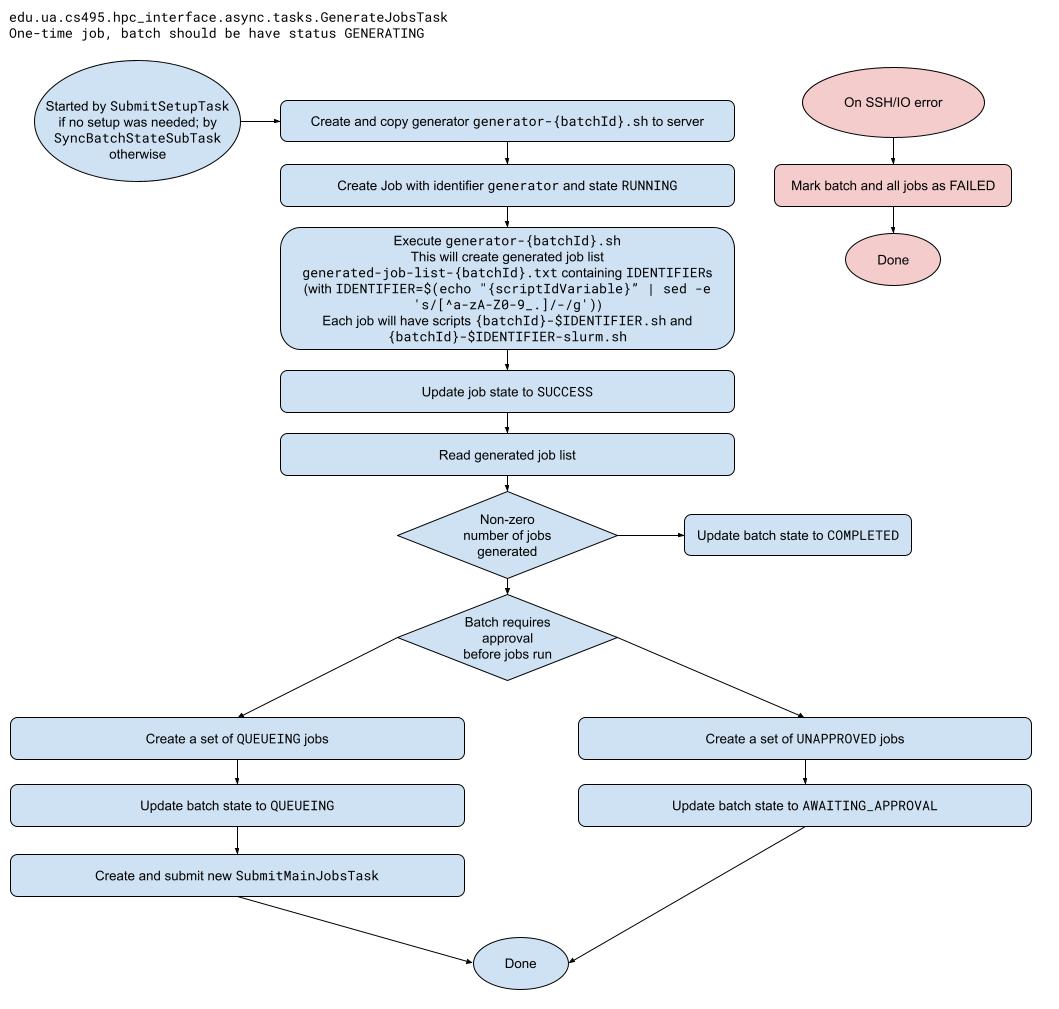 edu.ua.cs495.hpc_interface.async.tasks.GenerateJobsTask
One-time job, batch should be have status GENERATING
Started by SubmitSetupTask
if no setup was needed; by
SyncBatchStateSubTask
otherwise
Create and copy generator generator-{batchId}.sh to server
On SSH/IO error
Create Job with identifier generator and state RUNNING
Mark batch and all jobs as FAILED
Execute generator-{batchId}.sh
This will create generated job list
generated-job-list-{batchId}.txt containing IDENTIFIERs
(with IDENTIFIER=$(echo "{scriptIdVariable}” | sed -e
's/[^a-zA-Z0-9_.]/-/g'))
Each job will have scripts {batchId}-$IDENTIFIER.sh and
{batchId}-$IDENTIFIER-slurm.sh
Done
Update job state to SUCCESS
Read generated job list
Non-zero
number of jobs
generated
Update batch state to COMPLETED
Batch requires
approval
before jobs run
Create a set of QUEUEING jobs
Update batch state to QUEUEING
Create and submit new SubmitMainJobsTask
Create a set of UNAPPROVED jobs
Update batch state to AWAITING_APPROVAL
Done